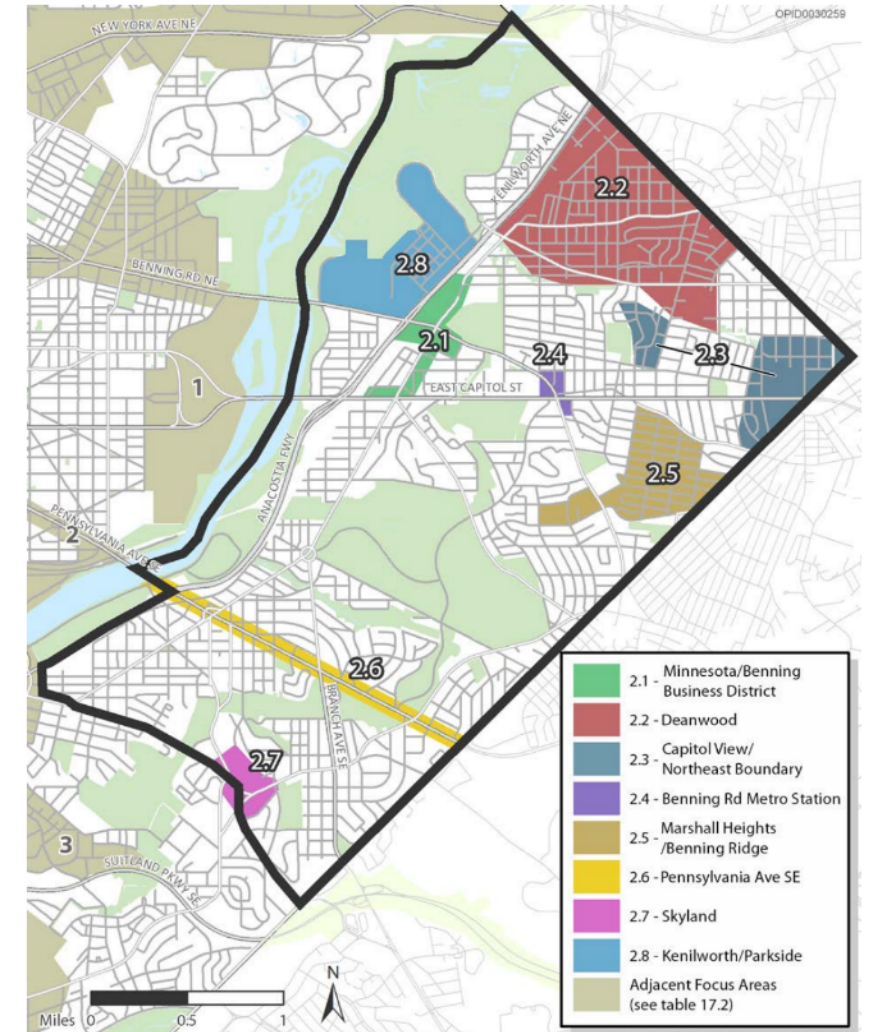 OPID0030259
NEW YORK AVE NE
KENILWORTH AVE NE
2.2
2.8
BENNING RD NE
2.1
2.4
2.3
1
EAST CAPITOL ST
ANACOSTIA FWY
2.5
PENNSYLVANIA AVE SE
2
2.6
BRANCH AVE SE
2.7
3
SUITLAND PKWY SE
2.1 - Minnesota/Benning
Business District
2.2 - Deanwood
2.3 - Capitol View/
Northeast Boundary
2.4 - Benning Rd Metro Station
2.5 - Marshall Heights
/Benning Ridge
2.6 - Pennsylvania Ave SE
2.7 - Skyland
2.8 - Kenilworth/Parkside
Adjacent Focus Areas
(see table 17.2)
N
Miles 0 0.5 1